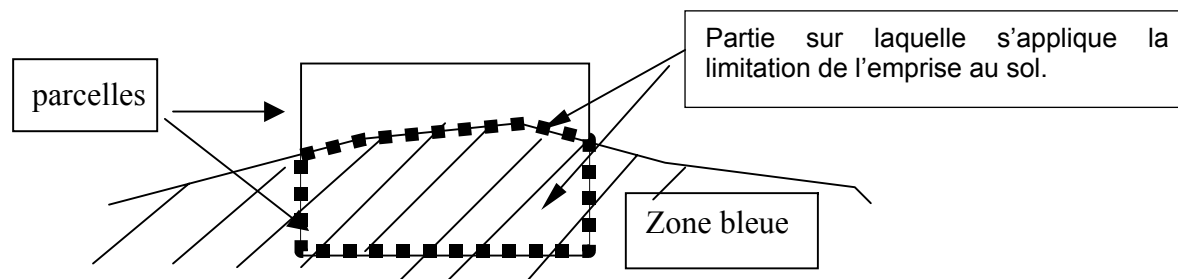 parcelles
Partie sur laquelle s’applique la
limitation de l’emprise au sol.
Zone bleue